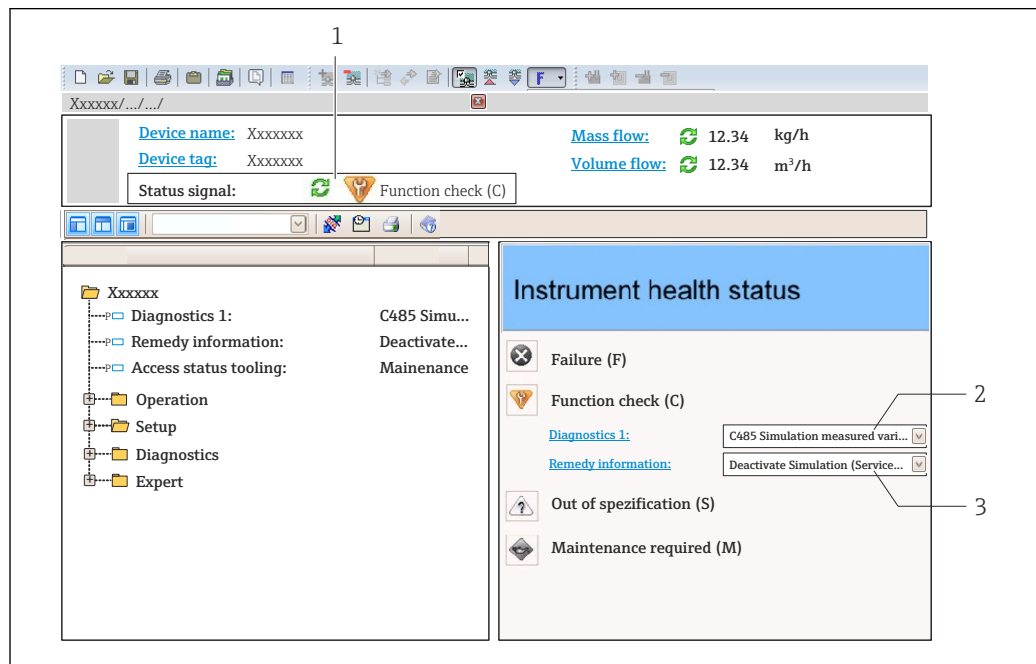 1
F
Xxxxxx/.../.../
Device name: Xxxxxxx
Mass flow: 12.34 kg/h
Device tag: Xxxxxxx
Volume flow: 12.34 m³/h
Status signal: Function check (C)
Xxxxxx
P Diagnostics 1: C485 Simu...
P Remedy information: Deactivate...
P Access status tooling: Mainenance
Operation
Setup
Diagnostics
Expert
Instrument health status
Failure (F)
Function check (C)
2
Diagnostics 1: C485 Simulation measured vari...
Remedy information: Deactivate Simulation (Service...
Out of spezification (S)
3
Maintenance required (M)